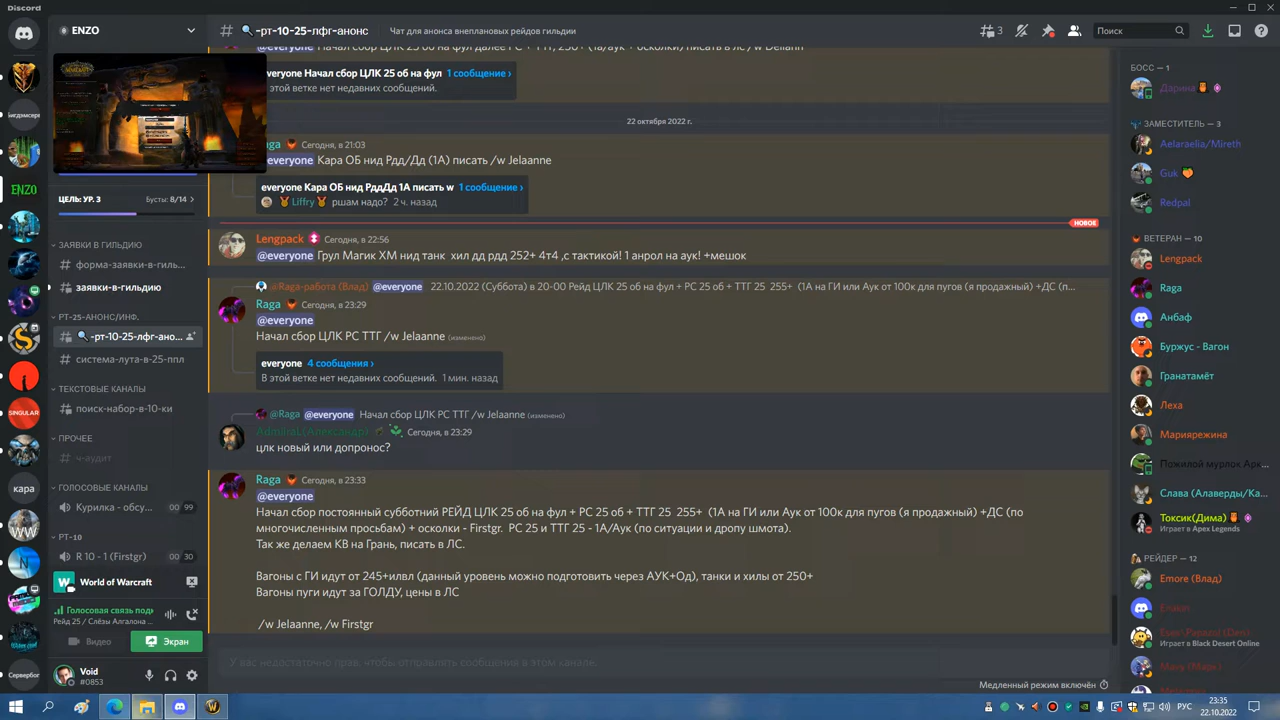 Discord
ENZO
🔍-рт-10-25-лфг-анонс
Чат для анонса внеплановых рейдов гильдии
3
Поиск
everyone Начал сбор ЦЛК 25 об на фул 1 сообщение ›
этой ветке нет недавних сообщений.
22 октября 2022 г.
Сегодня, в 21:03
@everyone Кара ОБ нид Рдд/Дд (1А) писать /w Jelaanne
everyone Кара ОБ нид РддДд 1А писать w 1 сообщение ›
Liffry ршам надо? 2 ч. назад
НОВОЕ
Lengpack Сегодня, в 22:56
@everyone Грул Магик ХМ нид танк хил дд рдд 252+ 4т4 ,с тактикой! 1 анрол на аук! +мешок
@Raga-работа (Влад) @everyone 22.10.2022 (Суббота) в 20-00 Рейд ЦЛК 25 об на фул + РС 25 об + ТТГ 25 255+ (1А на ГИ или Аук от 100к для пугов (я продажный) +ДС (п...
Raga Сегодня, в 23:29
@everyone
Начал сбор ЦЛК РС ТТГ /w Jelaanne (изменено)
everyone 4 сообщения ›
В этой ветке нет недавних сообщений. 1 мин. назад
@Raga @everyone Начал сбор ЦЛК РС ТТГ /w Jelaanne (изменено)
AdmiraL(Александр) Сегодня, в 23:29
цлк новый или допронос?
Raga Сегодня, в 23:33
@everyone
Начал сбор постоянный субботний РЕЙД ЦЛК 25 об на фул + РС 25 об + ТТГ 25 255+ (1А на ГИ или Аук от 100к для пугов (я продажный) +ДС (по
многочисленным просьбам) + осколки - Firstgr. РС 25 и ТТГ 25 - 1А/Аук (по ситуации и дропу шмота).
Так же делаем КВ на Грань, писать в ЛС.
Вагоны с ГИ идут от 245+илвл (данный уровень можно подготовить через АУК+Од), танки и хилы от 250+
Вагоны пуги идут за ГОЛДУ, цены в ЛС
/w Jelaanne, /w Firstgr
У вас недостаточно прав, чтобы отправлять сообщения в этом канале.
Медленный режим включён
ЦЕЛЬ: УР. 3 Бусты: 8/14
ЗАЯВКИ В ГИЛЬДИЮ
форма-заявки-в-гиль...
заявки-в-гильдию
РТ-25-АНОНС/ИНФ.
🔍-рт-10-25-лфг-ано...
система-лута-в-25-ппл
ТЕКСТОВЫЕ КАНАЛЫ
поиск-набор-в-10-ки
ПРОЧЕЕ
ч-аудит
ГОЛОСОВЫЕ КАНАЛЫ
Курилка - обсу... 00 99
РТ-10
R 10 - 1 (Firstgr) 00 30
World of Warcraft
Голосовая связь подк
Рейд 25 / Слёзы Алгалона
Видео
Экран
Void
#0853
SINGULAR
кара
Сервербог
БОСС — 1
Дарина
ЗАМЕСТИТЕЛЬ — 3
Aelaraelia/Mireth
Guk
Redpal
ВЕТЕРАН — 10
Lengpack
Raga
Анбаф
Буржус - Вагон
Гранатамёт
Леха
Мариярежина
Пожилой мурлок Арк...
Слава (Алаверды/Ка...
Токсик(Дима)
Играет в Apex Legends
РЕЙДЕР — 12
Emore (Влад)
Играет в Black Desert Online
РУС
23:35
22.10.2022